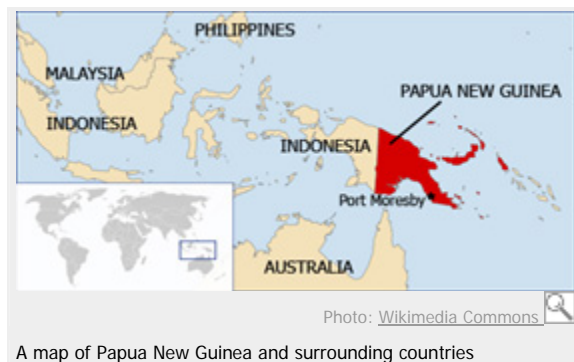 PHILIPPINES
MALAYSIA
PAPUA NEW GUINEA
INDONESIA
INDONESIA
Port Moresby
AUSTRALIA
Photo: Wikimedia Commons
A map of Papua New Guinea and surrounding countries